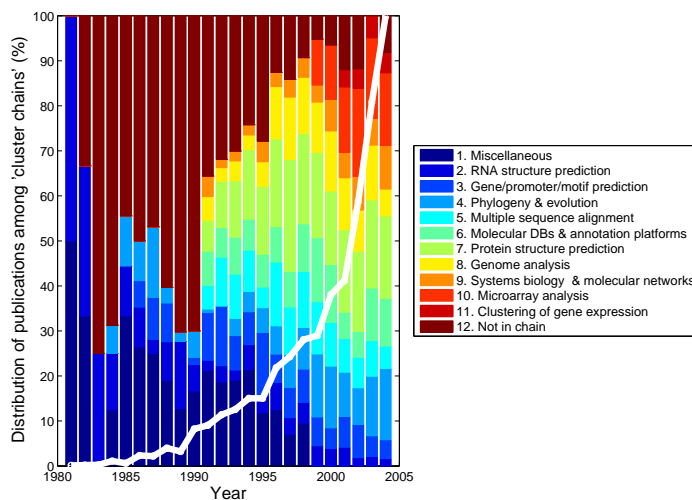 Distribution of publications among 'cluster chains' (%)
100
90
80
70
60
50
40
30
20
10
0
1980
1985
1990
1995
2000
2005
Year
1. Miscellaneous
2. RNA structure prediction
3. Gene/promoter/motif prediction
4. Phylogeny & evolution
5. Multiple sequence alignment
6. Molecular DBs & annotation platforms
7. Protein structure prediction
8. Genome analysis
9. Systems biology & molecular networks
10. Microarray analysis
11. Clustering of gene expression
12. Not in chain